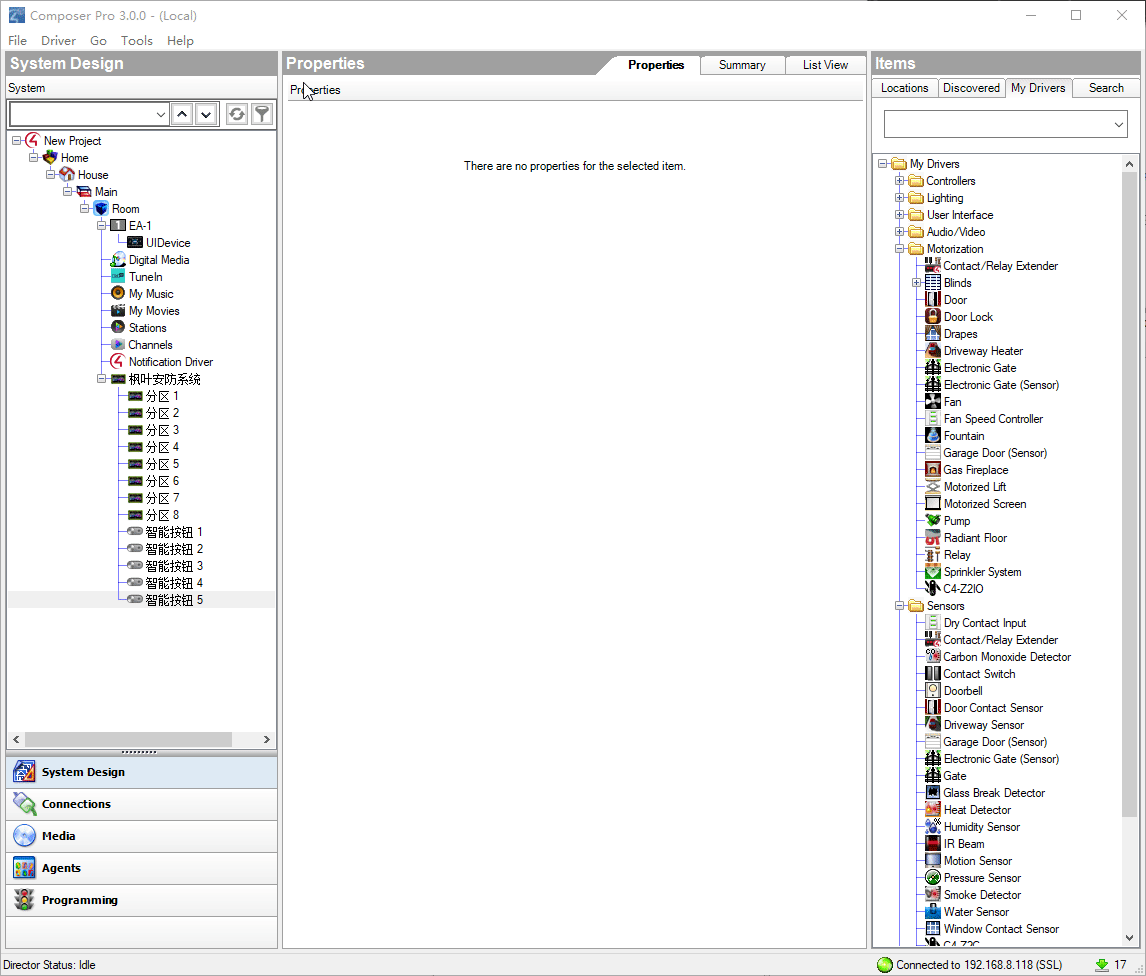 Composer Pro 3.0.0 - (Local)
File Driver Go Tools Help
System Design
System
New Project
Home
House
Main
Room
EA-1
UIDevice
Digital Media
TuneIn
My Music
My Movies
Stations
Channels
Notification Driver
枫叶安防系统
分区 1
分区 2
分区 3
分区 4
分区 5
分区 6
分区 7
分区 8
智能按钮 1
智能按钮 2
智能按钮 3
智能按钮 4
智能按钮 5
System Design
Connections
Media
Agents
Programming
Properties
Properties Summary List View
Properties
There are no properties for the selected item.
Items
Locations Discovered My Drivers Search
My Drivers
Controllers
Lighting
User Interface
Audio/Video
Motorization
Contact/Relay Extender
Blinds
Door
Door Lock
Drapes
Driveway Heater
Electronic Gate
Electronic Gate (Sensor)
Fan
Fan Speed Controller
Fountain
Garage Door (Sensor)
Gas Fireplace
Motorized Lift
Motorized Screen
Pump
Radiant Floor
Relay
Sprinkler System
C4-Z2IO
Sensors
Dry Contact Input
Contact/Relay Extender
Carbon Monoxide Detector
Contact Switch
Doorbell
Door Contact Sensor
Driveway Sensor
Garage Door (Sensor)
Electronic Gate (Sensor)
Gate
Glass Break Detector
Heat Detector
Humidity Sensor
IR Beam
Motion Sensor
Pressure Sensor
Smoke Detector
Water Sensor
Window Contact Sensor
Director Status: Idle
Connected to 192.168.8.118 (SSL) 17